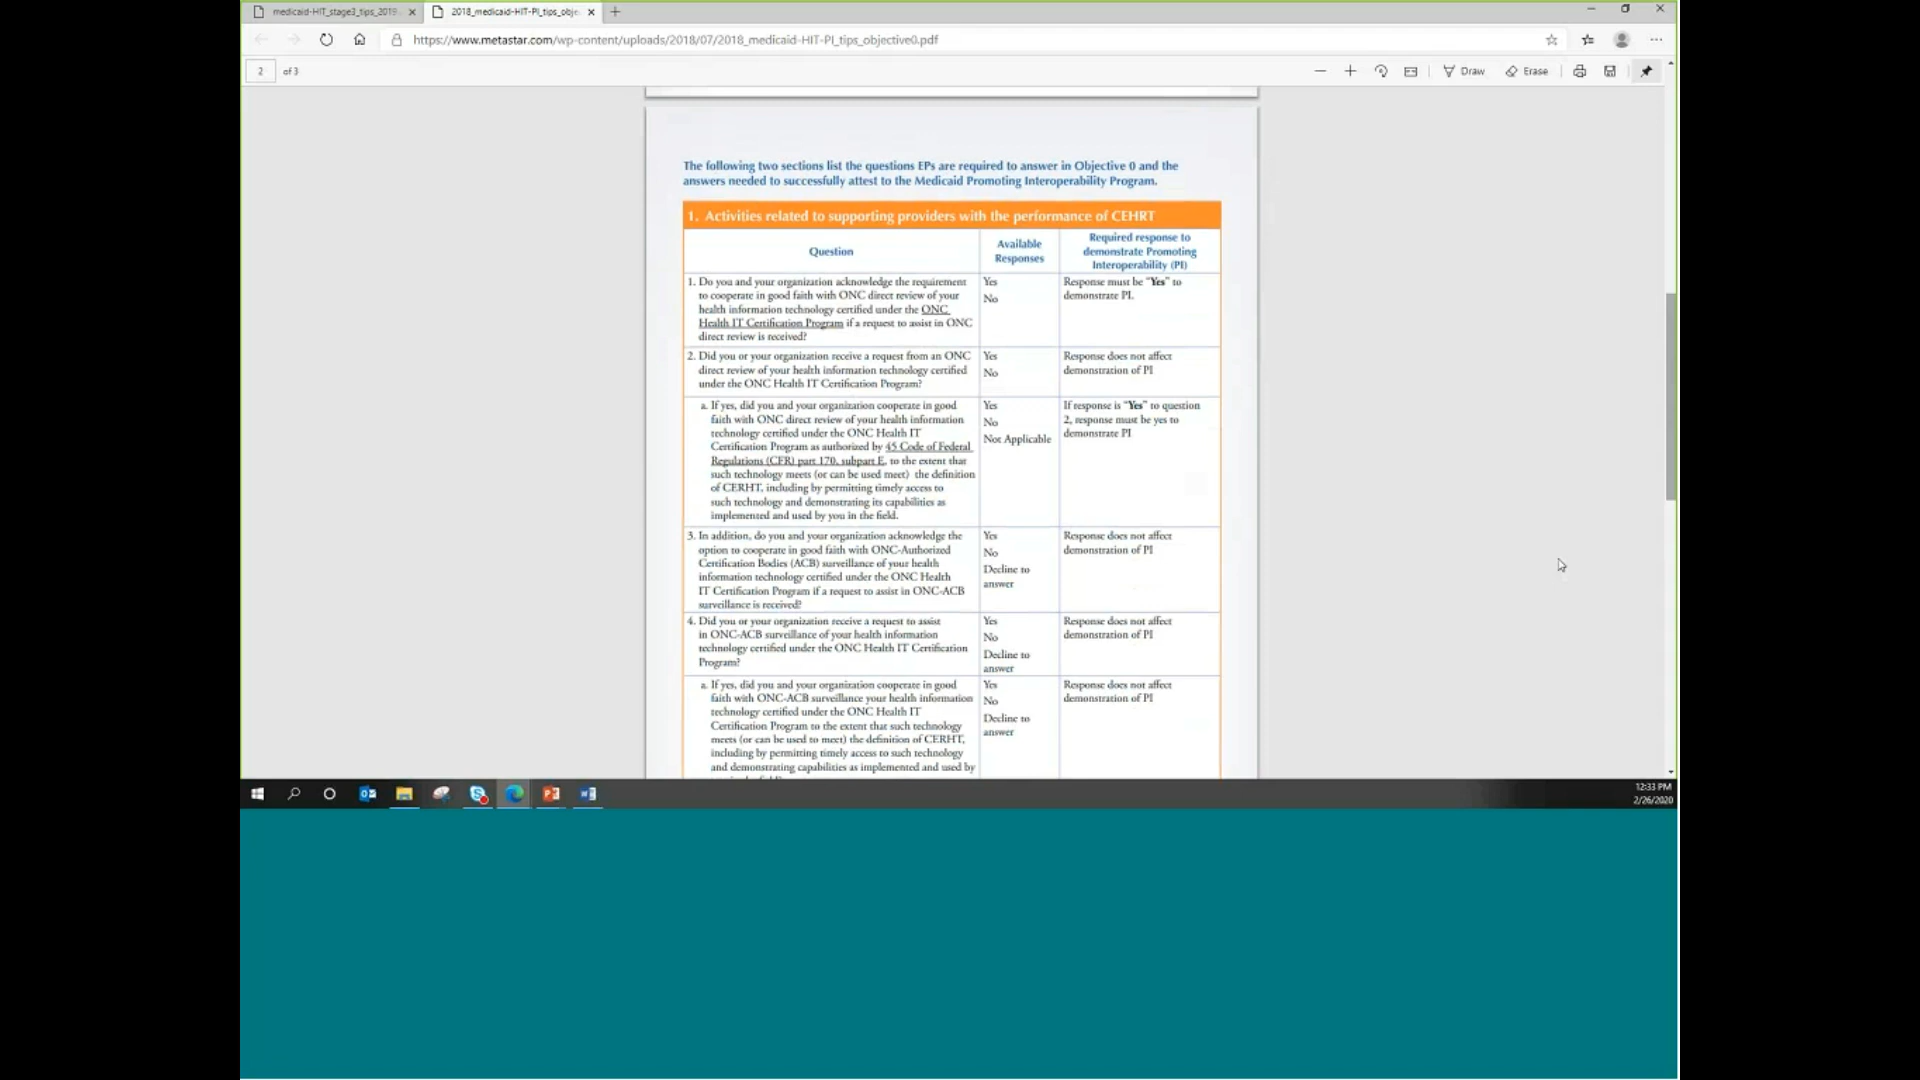 medicaid-HIT_stage3_tips_2019
2018_medicaid-HIT-PI_tips_obje
https://www.metastar.com/wp-content/uploads/2018/07/2018_medicaid-HIT-PI_tips_objective0.pdf
2 of 3
Draw
Erase
The following two sections list the questions EPs are required to answer in Objective 0 and the
answers needed to successfully attest to the Medicaid Promoting Interoperability Program.
1. Activities related to supporting providers with the performance of CEHRT
Question
Available
Responses
Required response to
demonstrate Promoting
Interoperability (PI)
1. Do you and your organization acknowledge the requirement
to cooperate in good faith with ONC direct review of your
health information technology certified under the ONC
Health IT Certification Program if a request to assist in ONC
direct review is received?
Yes
No
Response must be "Yes" to
demonstrate PI.
2. Did you or your organization receive a request from an ONC
direct review of your health information technology certified
under the ONC Health IT Certification Program?
Yes
No
Response does not affect
demonstration of PI
a. If yes, did you and your organization cooperate in good
faith with ONC direct review of your health information
technology certified under the ONC Health IT
Certification Program as authorized by 45 Code of Federal
Regulations (CFR) part 170, subpart E, to the extent that
such technology meets (or can be used meet) the definition
of CERHT, including by permitting timely access to
such technology and demonstrating its capabilities as
implemented and used by you in the field.
Yes
No
Not Applicable
If response is "Yes" to question
2, response must be yes to
demonstrate PI
3. In addition, do you and your organization acknowledge the
option to cooperate in good faith with ONC-Authorized
Certification Bodies (ACB) surveillance of your health
information technology certified under the ONC Health
IT Certification Program if a request to assist in ONC-ACB
surveillance is received?
Yes
No
Decline to
answer
Response does not affect
demonstration of PI
4. Did you or your organization receive a request to assist
in ONC-ACB surveillance of your health information
technology certified under the ONC Health IT Certification
Program?
Yes
No
Decline to
answer
Response does not affect
demonstration of PI
a. If yes, did you and your organization cooperate in good
faith with ONC-ACB surveillance your health information
technology certified under the ONC Health IT
Certification Program to the extent that such technology
meets (or can be used to meet) the definition of CERHT,
including by permitting timely access to such technology
and demonstrating capabilities as implemented and used by
Yes
No
Decline to
answer
Response does not affect
demonstration of PI
12:33 PM
2/26/2020